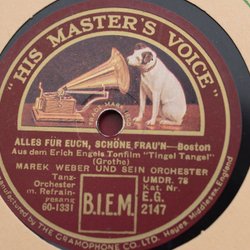 "HIS MASTER'S VOICE"
TRADE-MARK
ALLES FÜR EUCH, SCHÖNE FRAU'N—Boston
Aus dem Erich Engels Tonfilm "Tingel Tangel"
(Grothe)
MAREK WEBER UND SEIN ORCHESTER
Tanz-
Orchester
m. Refrain-
gesang
60-1331
B.I.E.M.
UMDR. 78
Kat. Nr.
E.G.
2147
THE GRAMOPHONE CO. LTD. Hayes, Middlesex, England